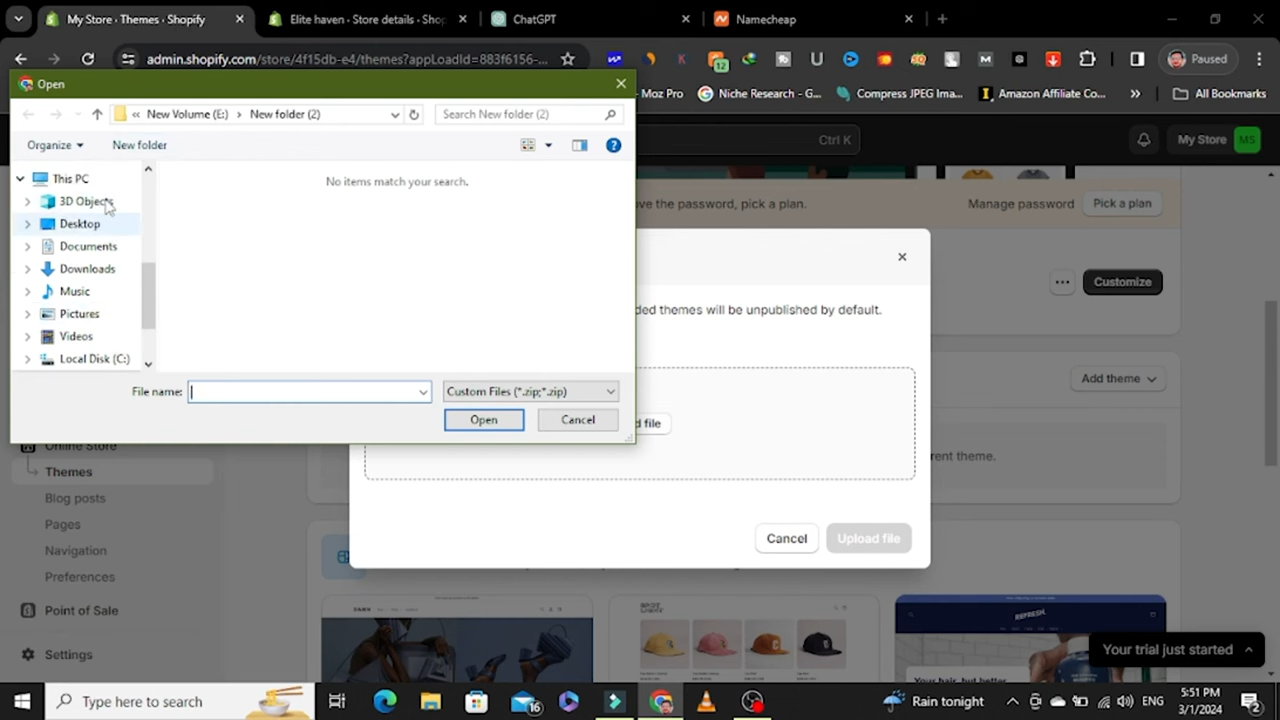 My Store · Themes · Shopify
Elite haven · Store details · Shop
ChatGPT
Namecheap
admin.shopify.com/store/4f15db-e4/themes?appLoadId=883f6156-...
12
Paused
Open
Moz Pro
Niche Research - G...
Compress JPEG Ima...
Amazon Affiliate Co...
»
All Bookmarks
« New Volume (E:) › New folder (2)
Search New folder (2)
Ctrl K
My Store
MS
Organize
New folder
This PC
No items match your search.
3D Objects
Desktop
Documents
Downloads
Music
Pictures
Videos
Local Disk (C:)
ve the password, pick a plan.
Manage password
Pick a plan
Customize
ded themes will be unpublished by default.
Add theme
File name:
Custom Files (*.zip;*.zip)
Open
Cancel
d file
Online Store
rent theme.
Themes
Blog posts
Pages
Navigation
Preferences
Cancel
Upload file
Point of Sale
Settings
REFRESH.
Your trial just started
Type here to search
16
Rain tonight
ENG
5:51 PM
3/1/2024
2